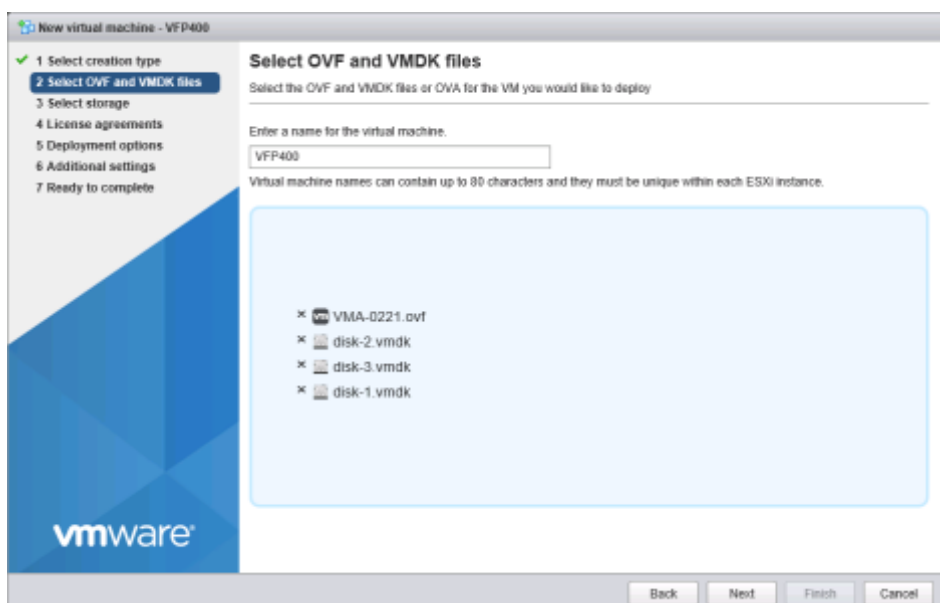 New virtual machine - VFP400
1 Select creation type
2 Select OVF and VMDK files
3 Select storage
4 License agreements
5 Deployment options
6 Additional settings
7 Ready to complete
vmware
Select OVF and VMDK files
Select the OVF and VMDK files or OVA for the VM you would like to deploy
Enter a name for the virtual machine.
VFP400
Virtual machine names can contain up to 80 characters and they must be unique within each ESXi instance.
× vm VMA-0221.ovf
× disk-2.vmdk
× disk-3.vmdk
× disk-1.vmdk
Back Next Finish Cancel